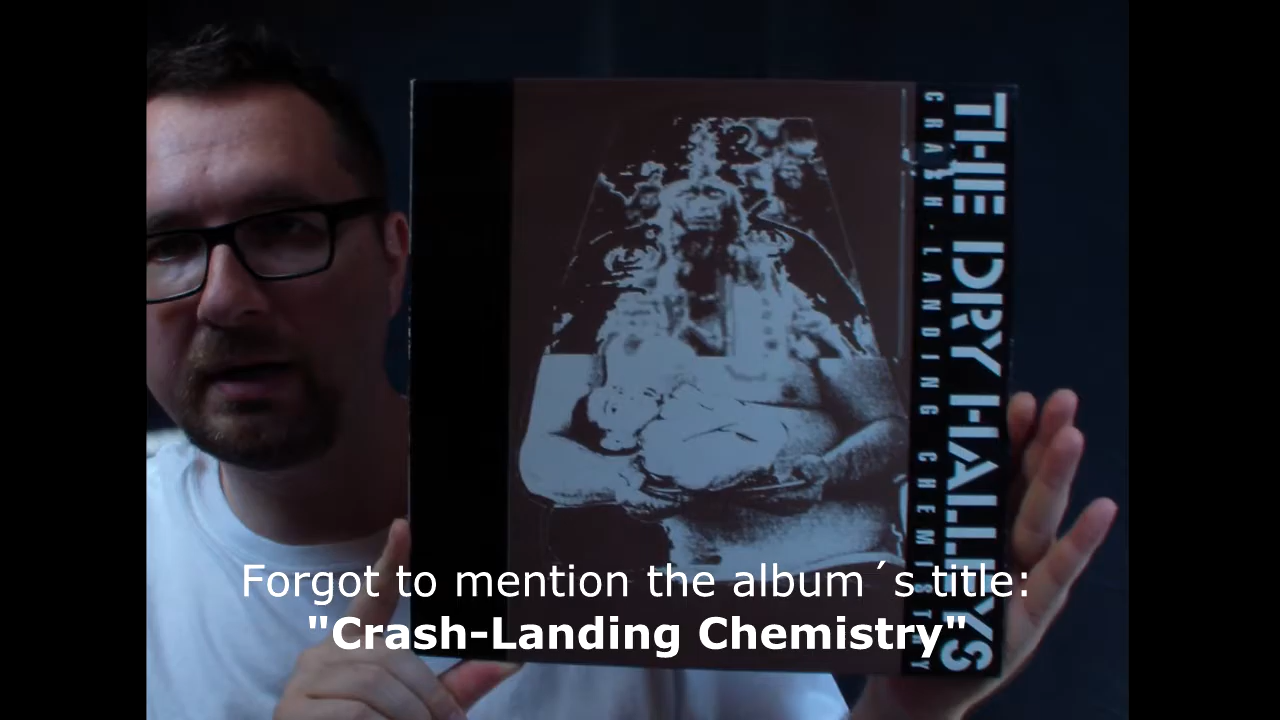 THE DRY HALLEYS
CRASH·LANDING CHEMISTRY
Forgot to mention the album´s title:
"Crash-Landing Chemistry"